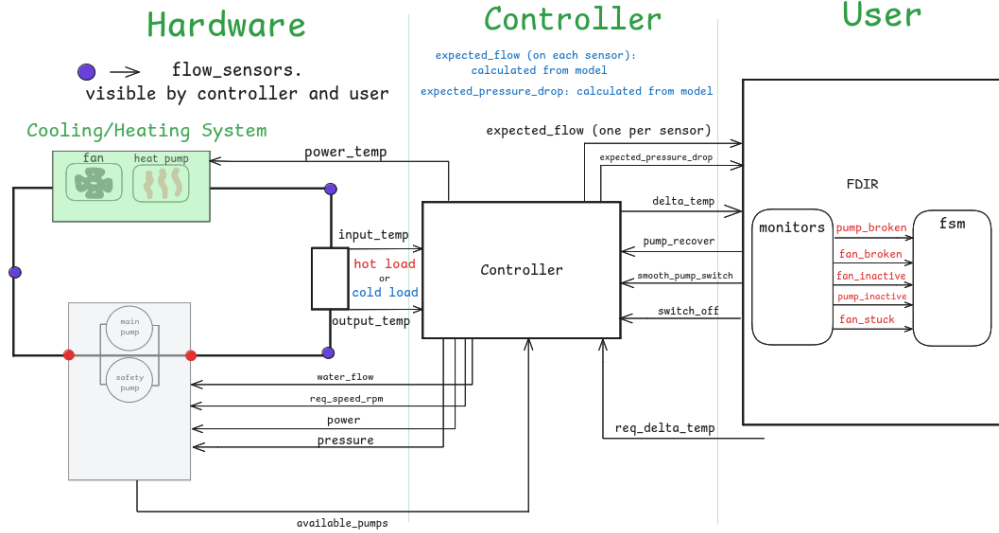 Hardware
Controller
User
flow_sensors.
visible by controller and user
expected_flow (on each sensor):
calculated from model
expected_pressure_drop: calculated from model
Cooling/Heating System
fan
heat pump
power_temp
expected_flow (one per sensor)
expected_pressure_drop
delta_temp
pump_recover
smooth_pump_switch
switch_off
input_temp
hot load
or
cold load
output_temp
Controller
FDIR
monitors
fsm
pump_broken
fan_broken
fan_inactive
pump_inactive
fan_stuck
main
pump
safety
pump
water_flow
req_speed_rpm
power
pressure
req_delta_temp
available_pumps